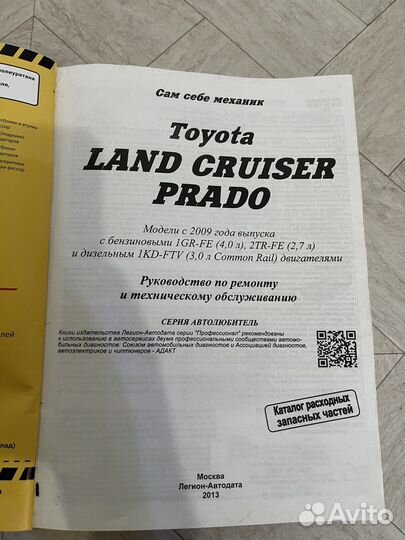 Сам себе механик
Toyota
LAND CRUISER
PRADO
Модели с 2009 года выпуска
с бензиновыми 1GR-FE (4,0 л), 2TR-FE (2,7 л)
и дизельным 1KD-FTV (3,0 л Common Rail) двигателями
Руководство по ремонту
и техническому обслуживанию
СЕРИЯ АВТОЛЮБИТЕЛЬ
Книги издательства Легион-Автодата серии "Профессионал" рекомендованы
к использованию в автосервисах двумя профессиональными сообществами автомо-
бильных диагностов: Союзом автомобильных диагностов и Ассоциацией диагностов,
автоэлектриков и чиптюнеров - АДАКТ
Каталог расходных
запасных частей
Москва
Легион-Автодата
2013
Avito